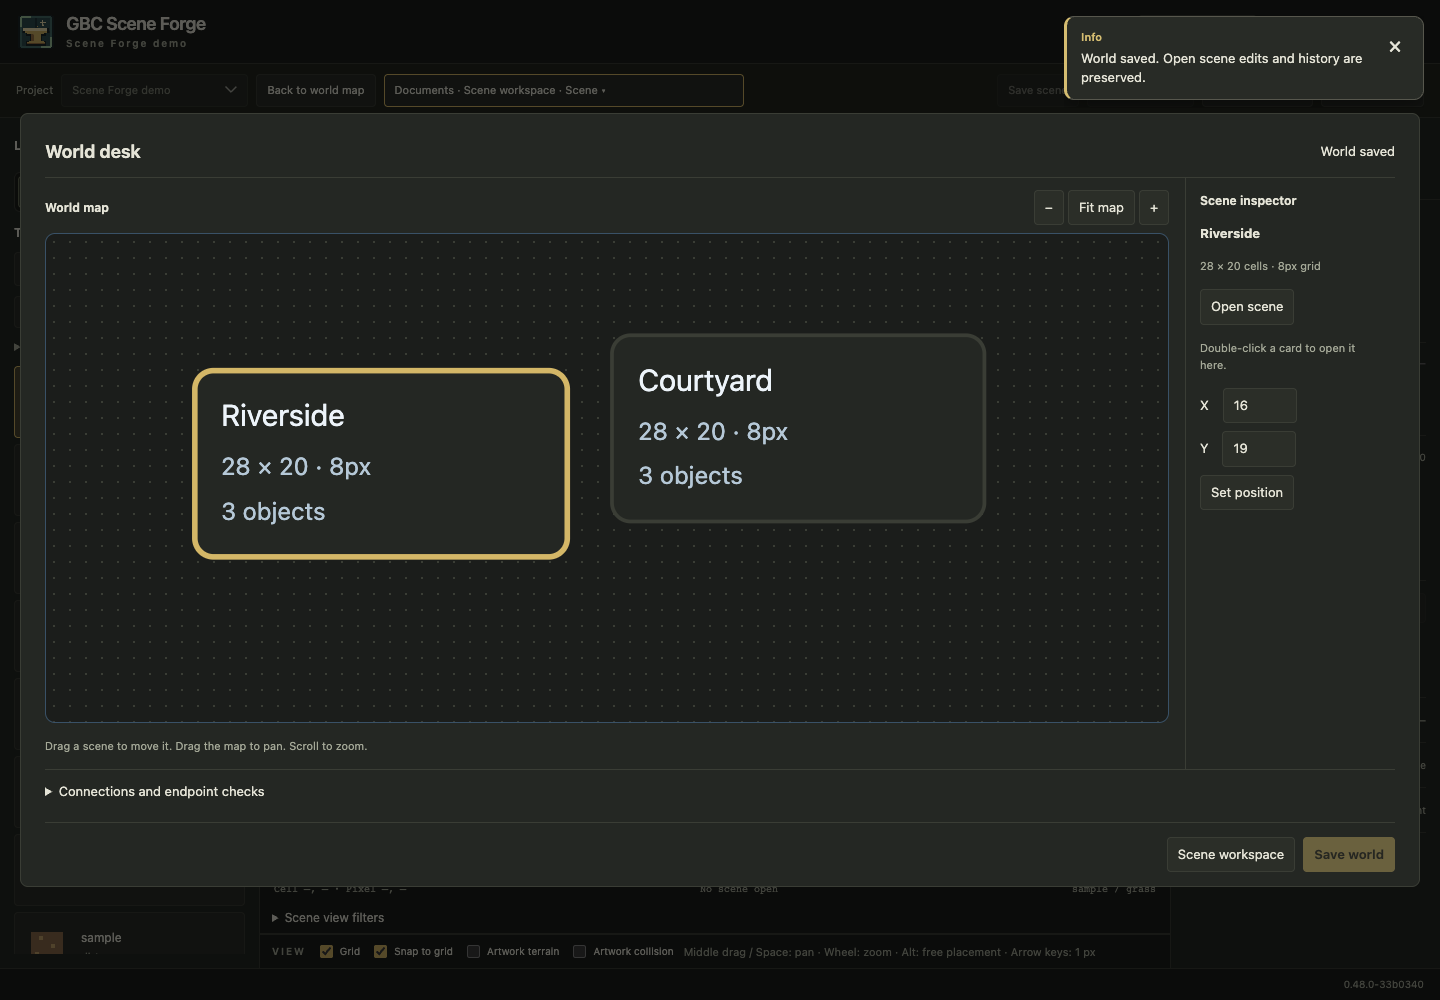 GBC Scene Forge
Scene Forge demo
Info
World saved. Open scene edits and history are
preserved.
Project
Scene Forge demo
Back to world map
Documents · Scene workspace · Scene
World desk
World saved
World map
−
Fit map
+
Riverside
28 × 20 · 8px
3 objects
Courtyard
28 × 20 · 8px
3 objects
Scene inspector
Riverside
28 × 20 cells · 8px grid
Open scene
Double-click a card to open it
here.
X 16
Y 19
Set position
Drag a scene to move it. Drag the map to pan. Scroll to zoom.
Connections and endpoint checks
Scene workspace
Save world
No scene open
sample / grass
Scene view filters
sample
VIEW Grid Snap to grid Artwork terrain Artwork collision Middle drag / Space: pan · Wheel: zoom · Alt: free placement · Arrow keys: 1 px
0.48.0-33b0340